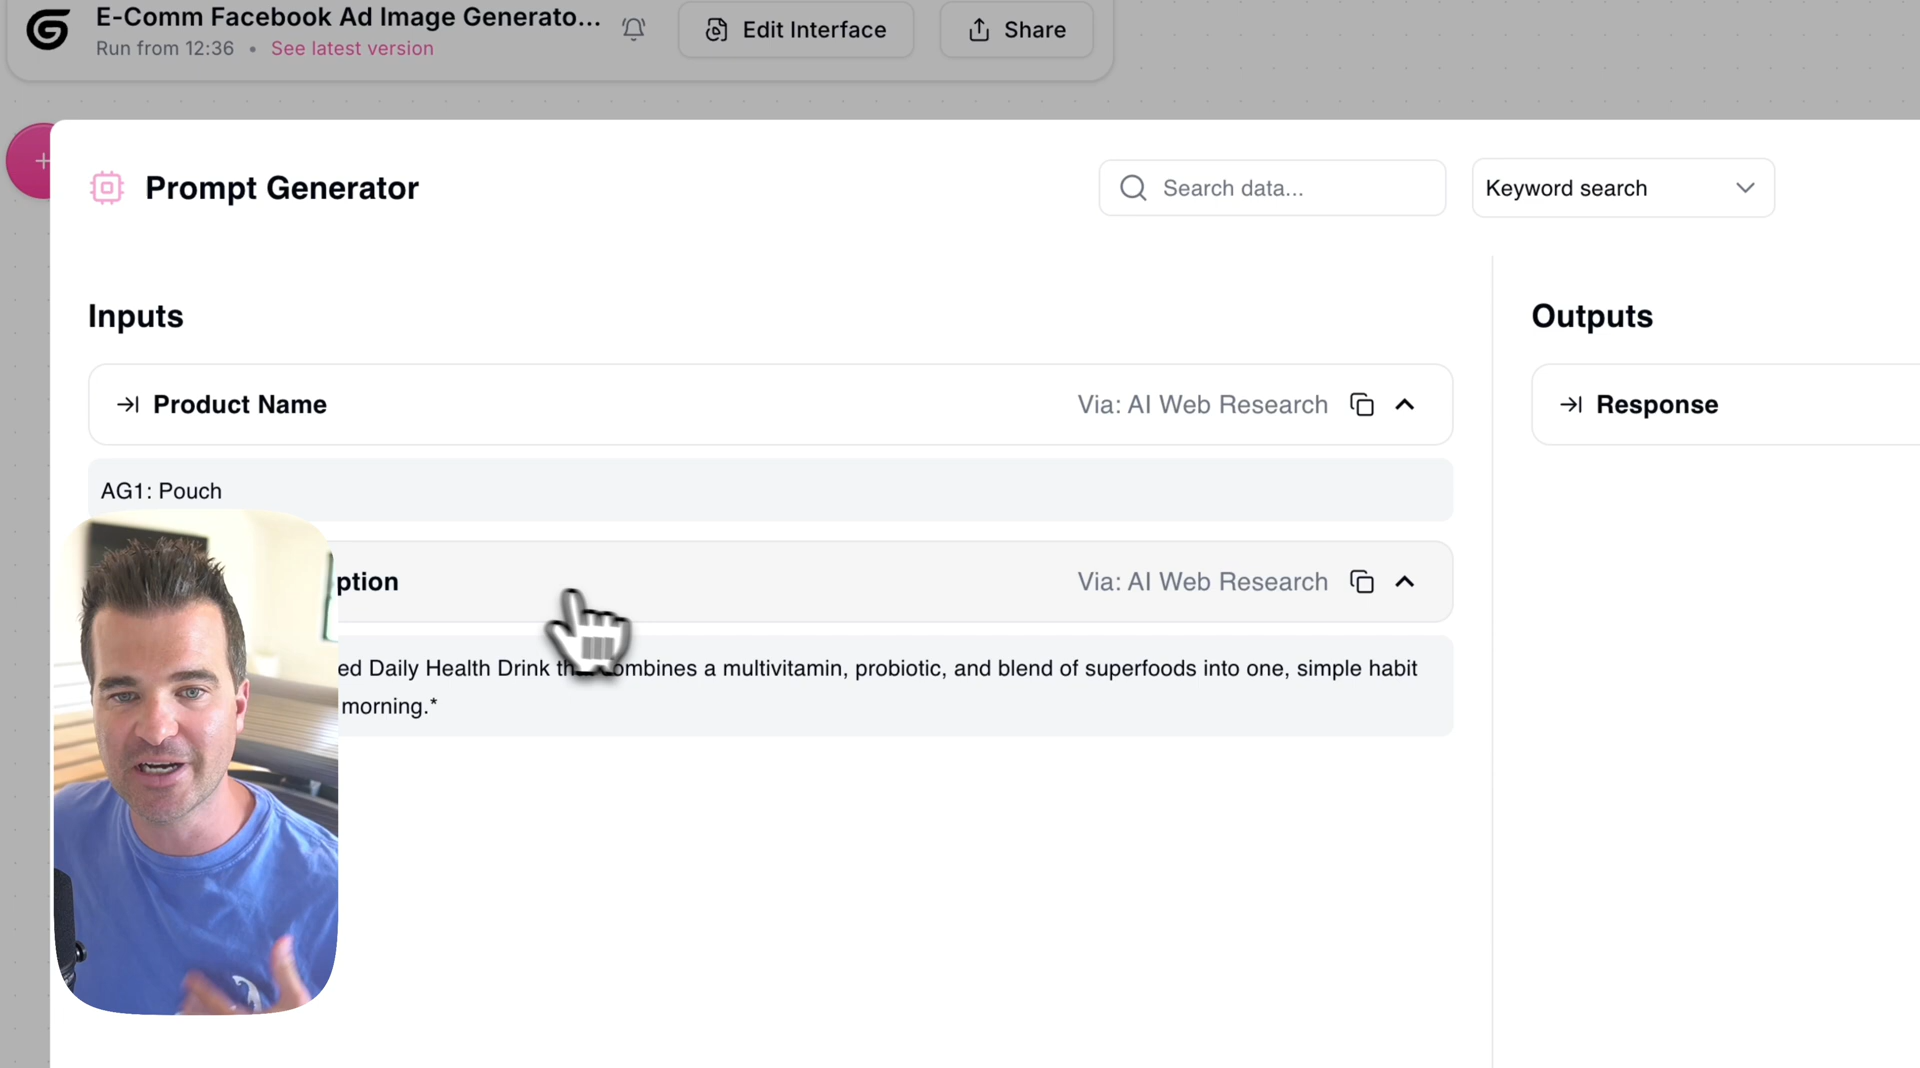 E-Comm Facebook Ad Image Generato...
Run from 12:36 • See latest version
Edit Interface
Share
Prompt Generator
Search data...
Keyword search
Inputs
Outputs
Product Name
Via: AI Web Research
Response
AG1: Pouch
ption
Via: AI Web Research
ed Daily Health Drink th ombines a multivitamin, probiotic, and blend of superfoods into one, simple habit
morning.*